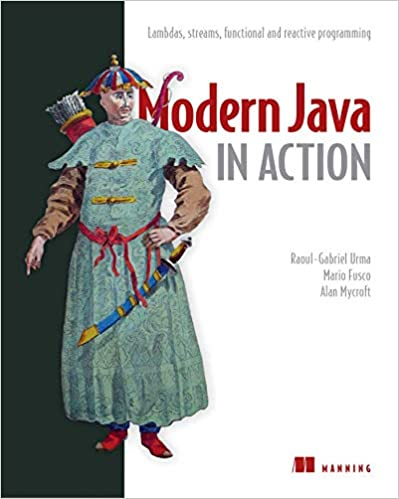 Lambdas, streams, functional and reactive programming
Modern Java
IN ACTION
Raoul-Gabriel Urma
Mario Fusco
Alan Mycroft
MANNING